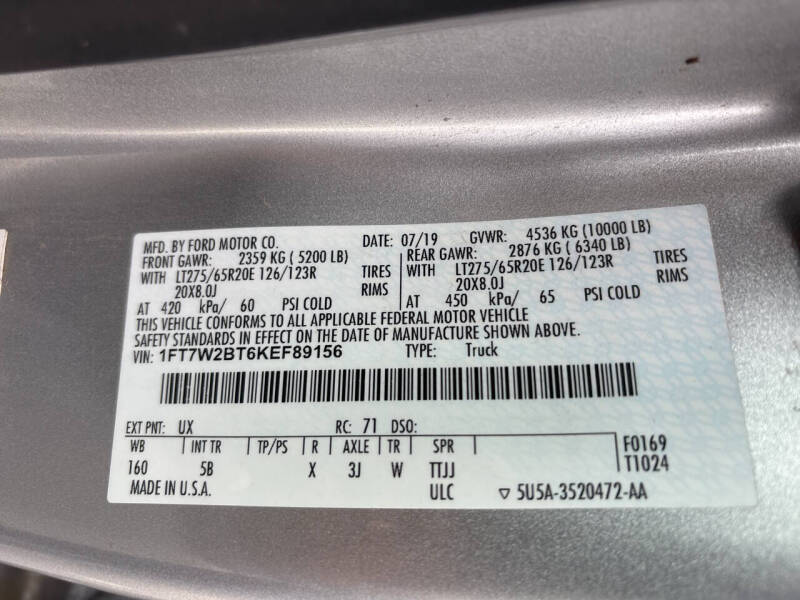 MFD. BY FORD MOTOR CO. DATE: 07/19 GVWR: 4536 KG (10000 LB)
FRONT GAWR: 2359 KG ( 5200 LB) REAR GAWR: 2876 KG ( 6340 LB)
WITH LT275/65R20E 126/123R TIRES WITH LT275/65R20E 126/123R TIRES
20X8.0J RIMS 20X8.0J RIMS
AT 420 kPa/ 60 PSI COLD AT 450 kPa/ 65 PSI COLD
THIS VEHICLE CONFORMS TO ALL APPLICABLE FEDERAL MOTOR VEHICLE
SAFETY STANDARDS IN EFFECT ON THE DATE OF MANUFACTURE SHOWN ABOVE.
VIN: 1FT7W2BT6KEF89156 TYPE: Truck
EXT PNT: UX RC: 71 DSO:
WB INT TR TP/PS R AXLE TR SPR F0169
160 5B X 3J W TTJJ T1024
MADE IN U.S.A. ULC ▽ 5U5A-3520472-AA